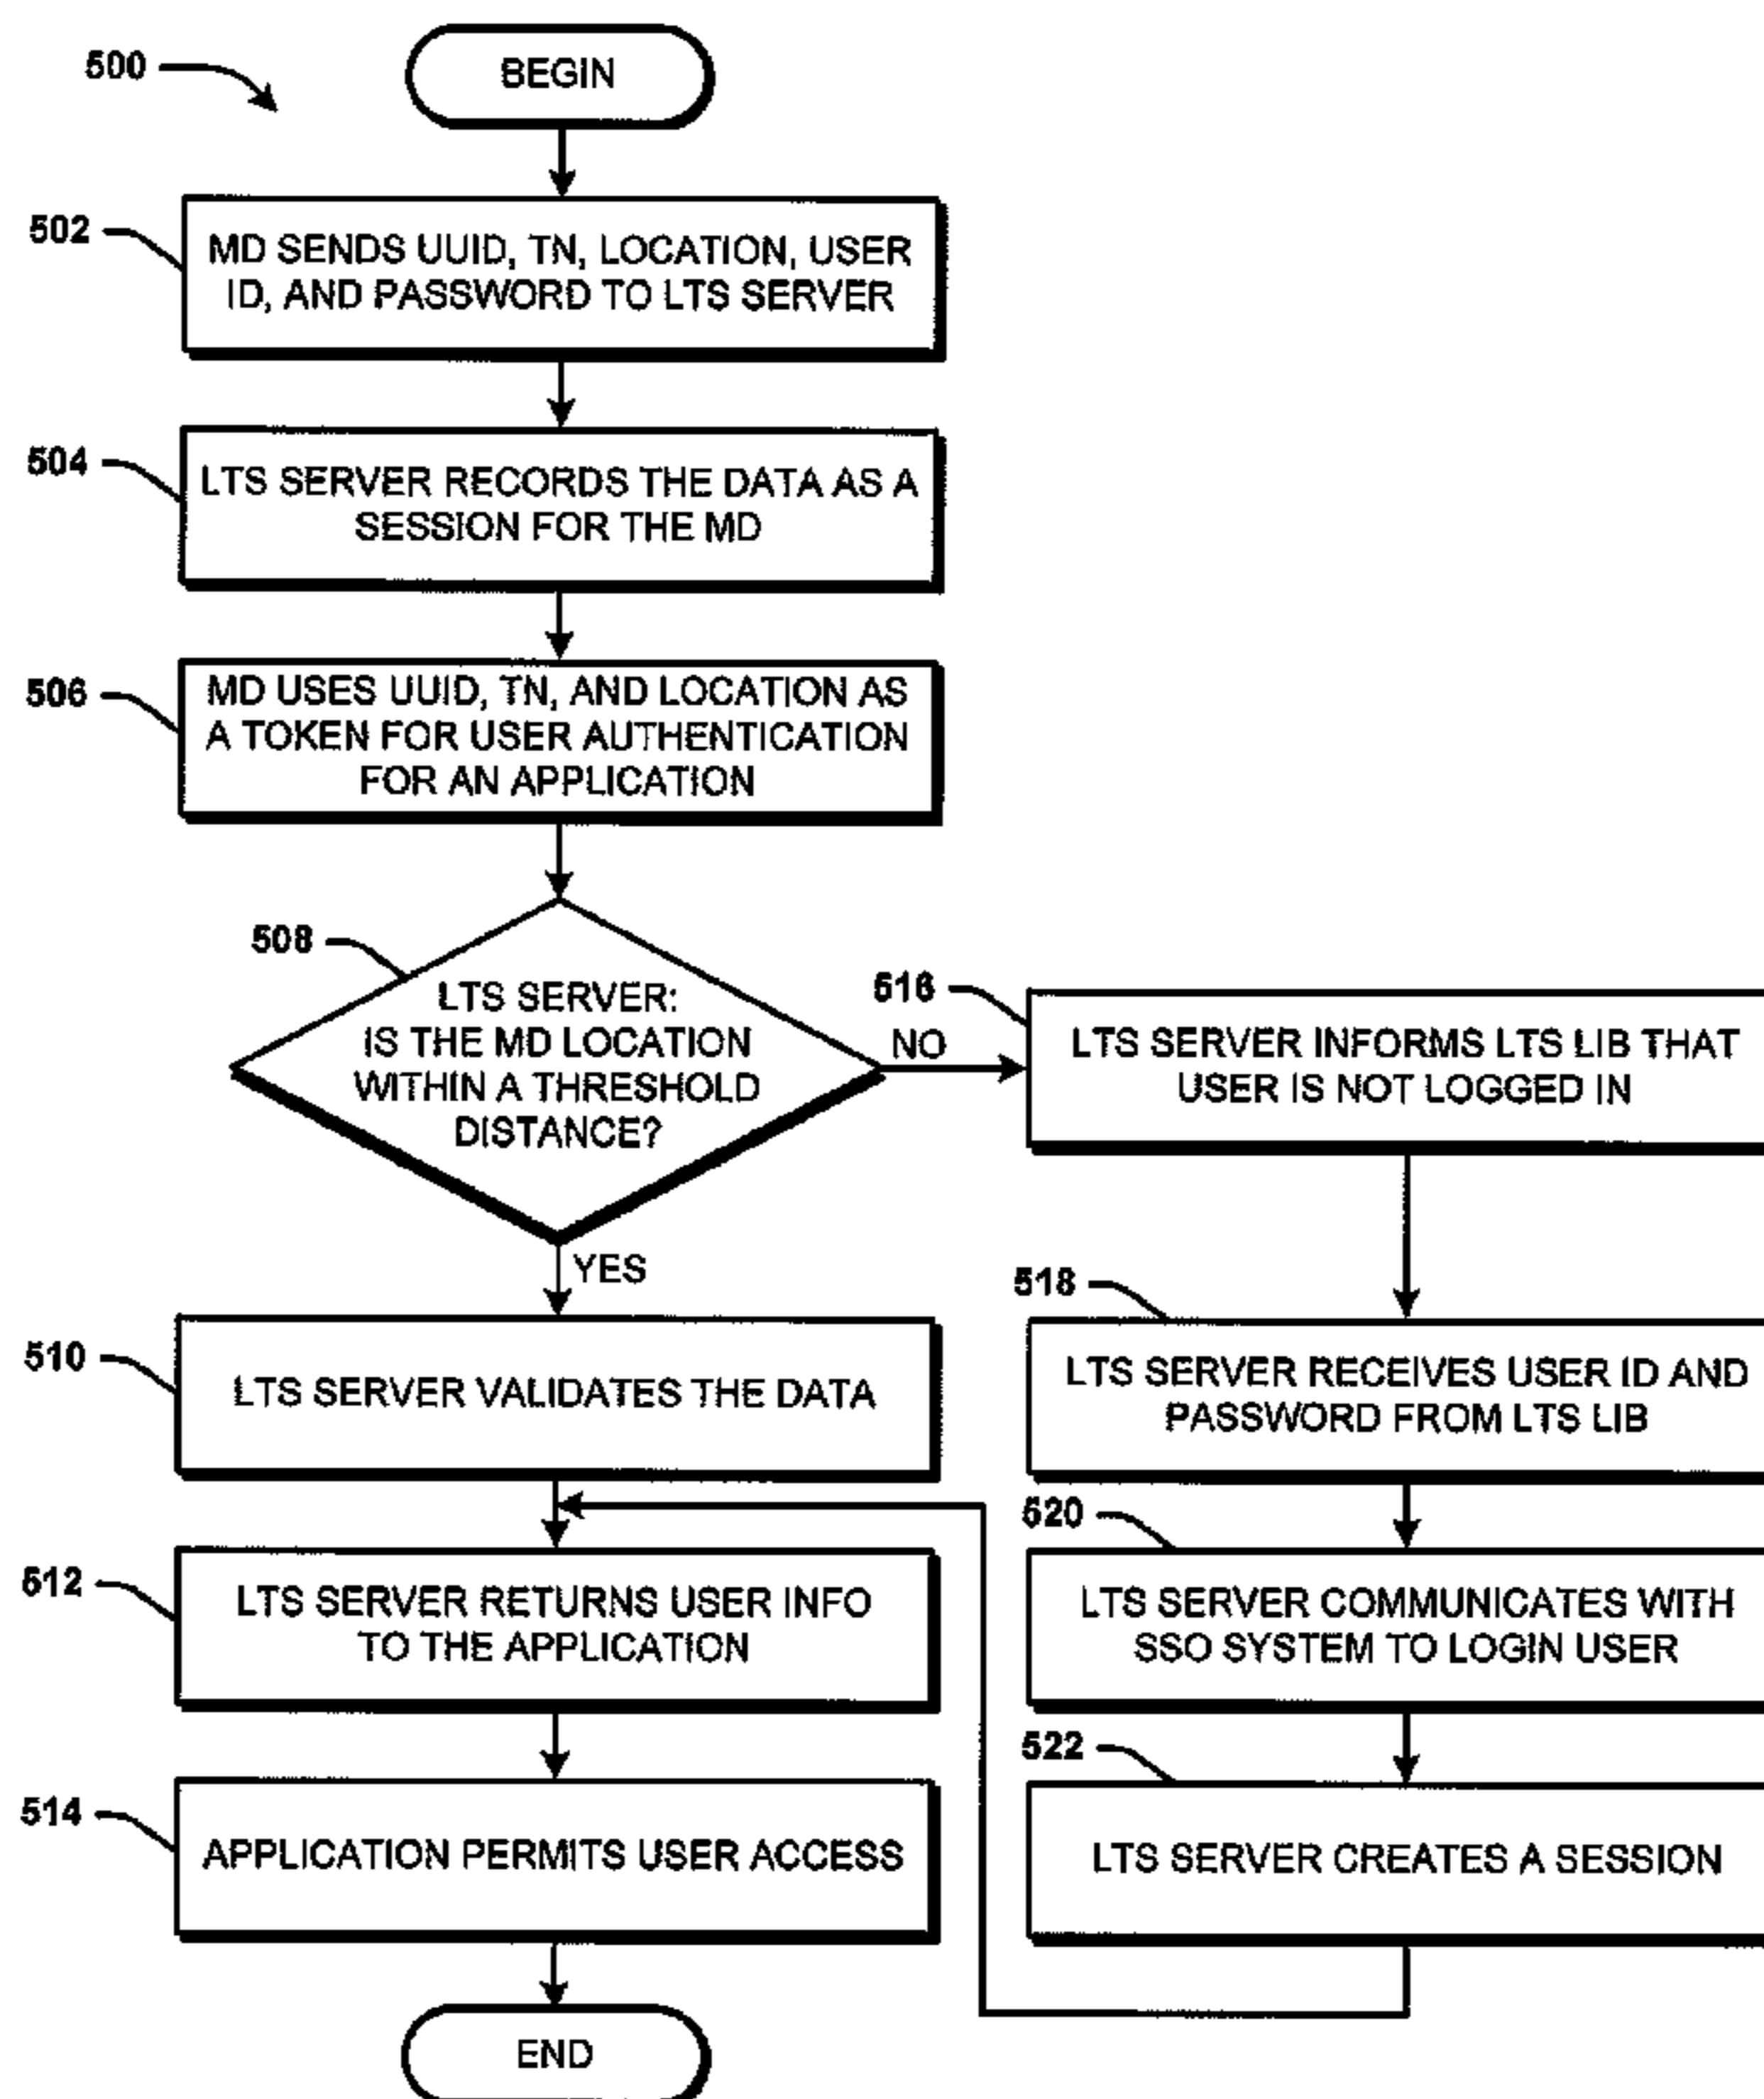 500
BEGIN
502
MD SENDS UUID, TN, LOCATION, USER
ID, AND PASSWORD TO LTS SERVER
504
LTS SERVER RECORDS THE DATA AS A
SESSION FOR THE MD
506
MD USES UUID, TN, AND LOCATION AS
A TOKEN FOR USER AUTHENTICATION
FOR AN APPLICATION
508
LTS SERVER:
IS THE MD LOCATION
WITHIN A THRESHOLD
DISTANCE?
NO
YES
510
LTS SERVER VALIDATES THE DATA
512
LTS SERVER RETURNS USER INFO
TO THE APPLICATION
514
APPLICATION PERMITS USER ACCESS
END
516
LTS SERVER INFORMS LTS LIB THAT
USER IS NOT LOGGED IN
518
LTS SERVER RECEIVES USER ID AND
PASSWORD FROM LTS LIB
520
LTS SERVER COMMUNICATES WITH
SSO SYSTEM TO LOGIN USER
522
LTS SERVER CREATES A SESSION